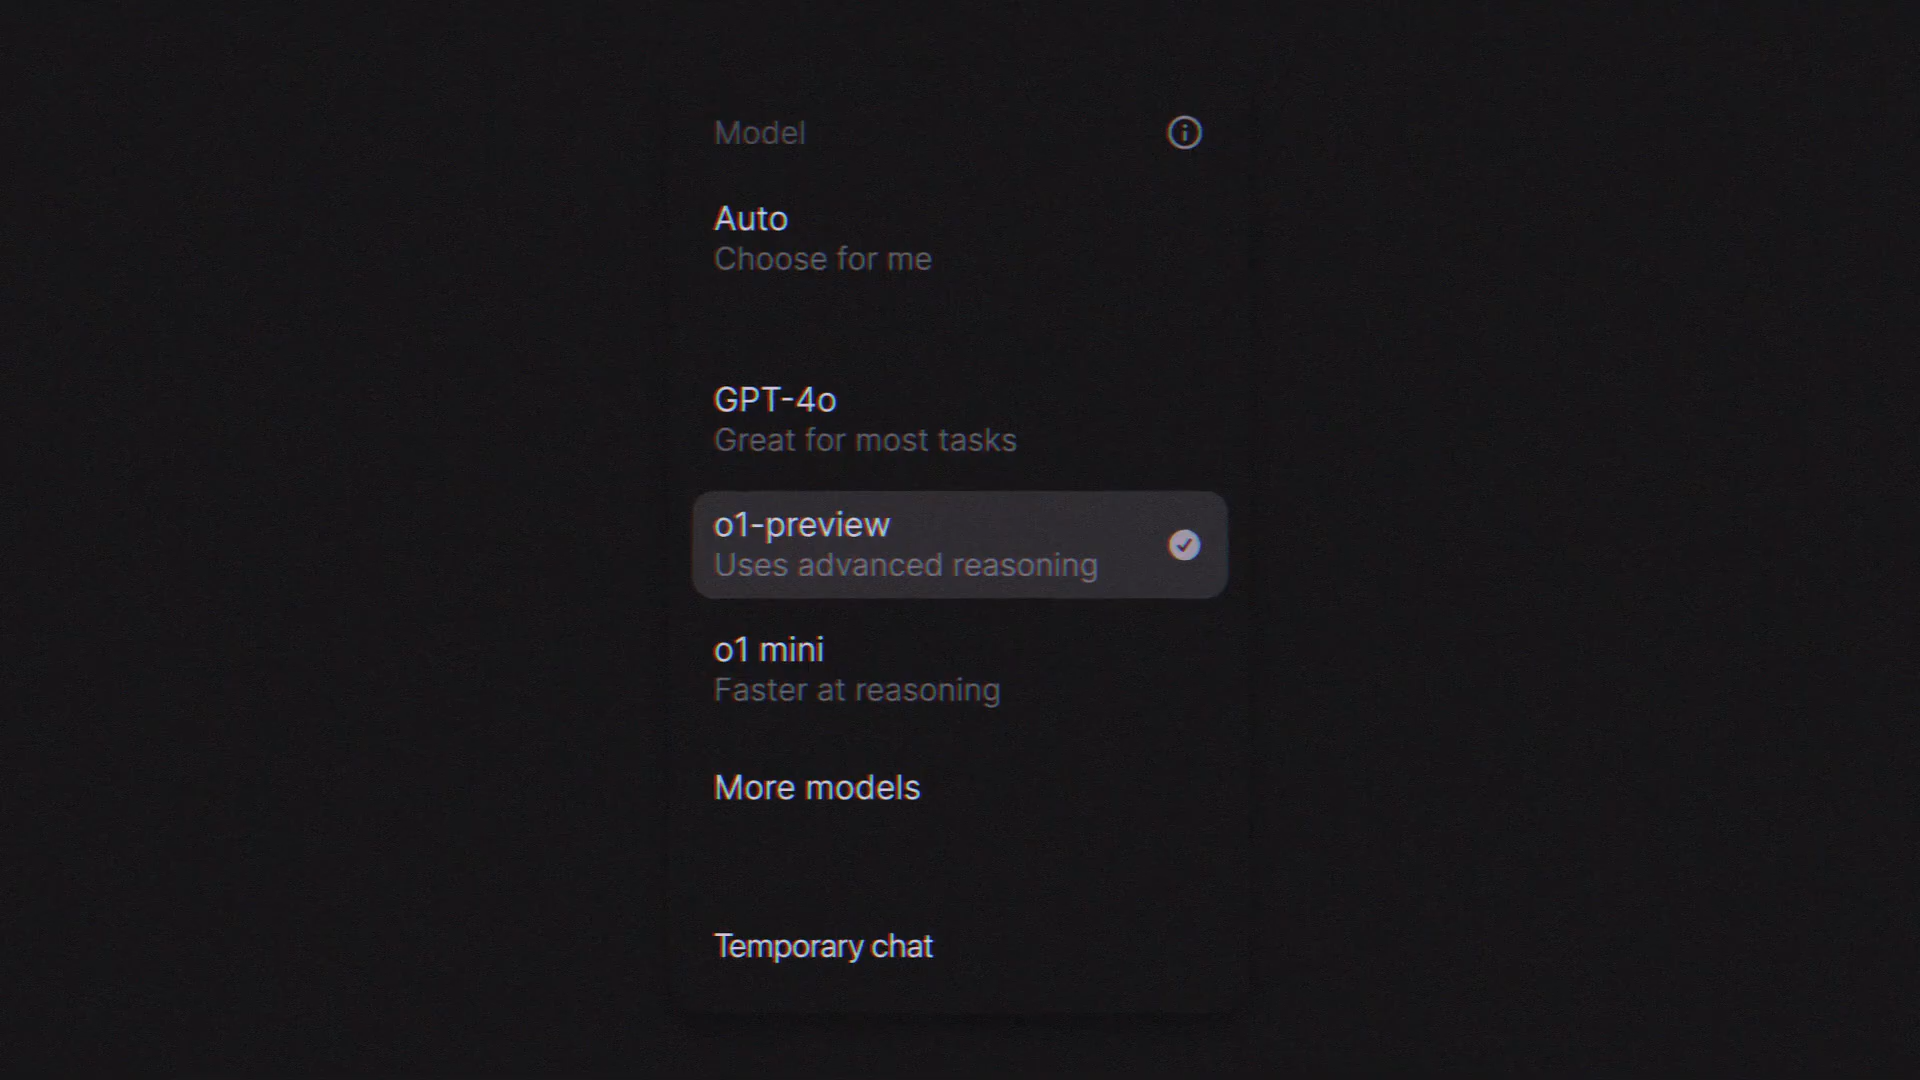 Model
Auto
Choose for me
GPT-4o
Great for most tasks
o1-preview
Uses advanced reasoning
o1 mini
Faster at reasoning
More models
Temporary chat